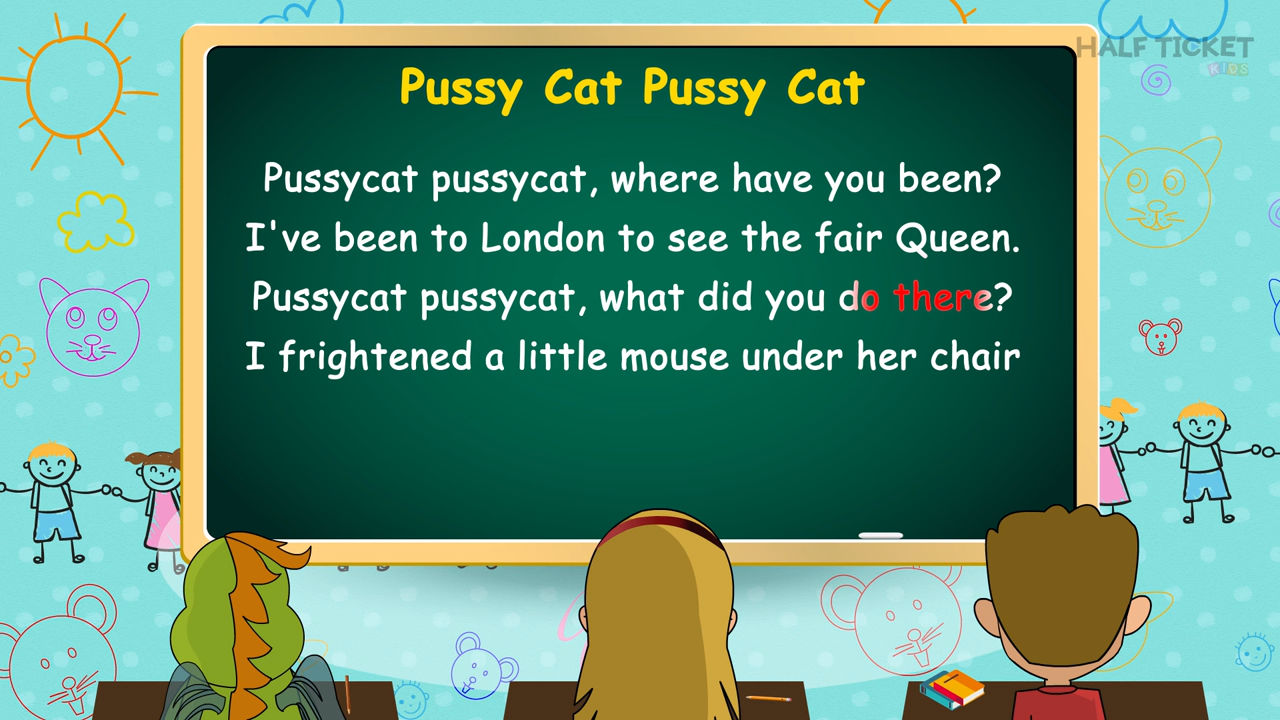 HALF TICKET
KIDS
Pussy Cat Pussy Cat
Pussycat pussycat, where have you been?
I've been to London to see the fair Queen.
Pussycat pussycat, what did you do there?
I frightened a little mouse under her chair